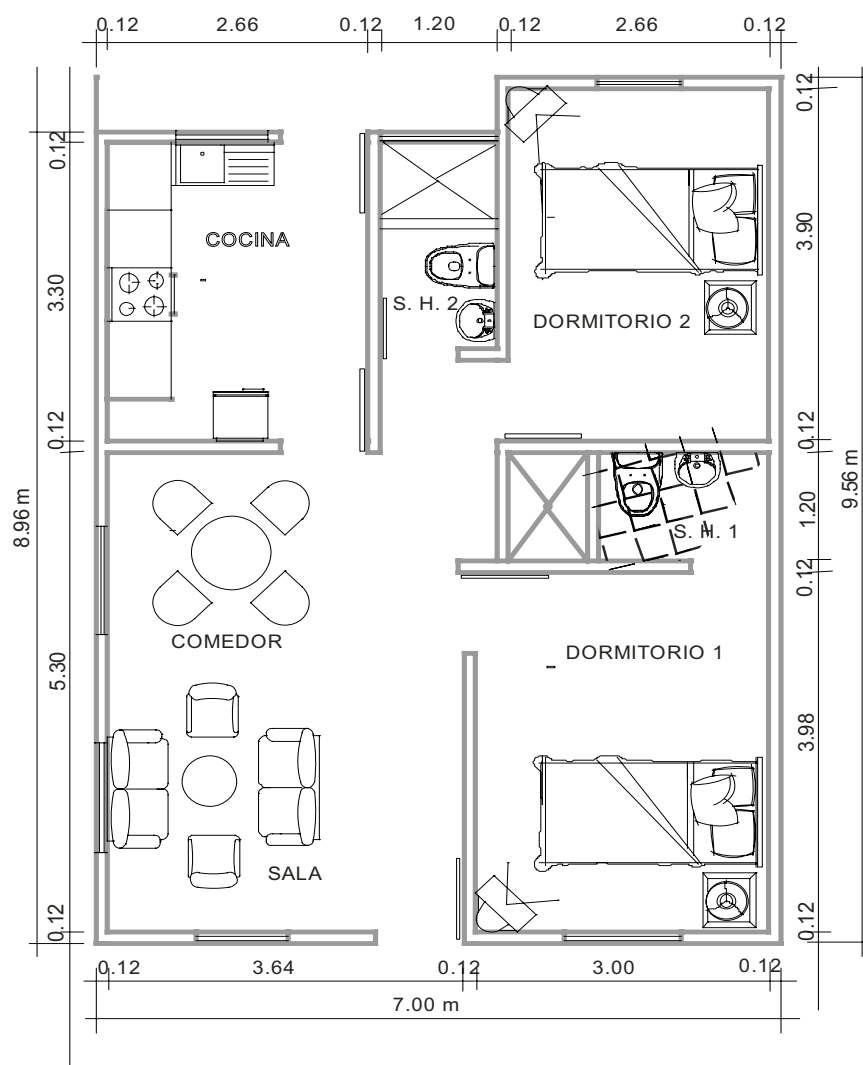 0.12 2.66 0.12 1.20 0.12 2.66 0.12
0.12
0.12
3.90
COCINA
3.30
S. H. 2
DORMITORIO 2
0.12
0.12
8.96 m
9.56 m
1.20
S. H. 1
0.12
COMEDOR
DORMITORIO 1
5.30
3.98
SALA
0.12
0.12
0.12 3.64 0.12 3.00 0.12
7.00 m